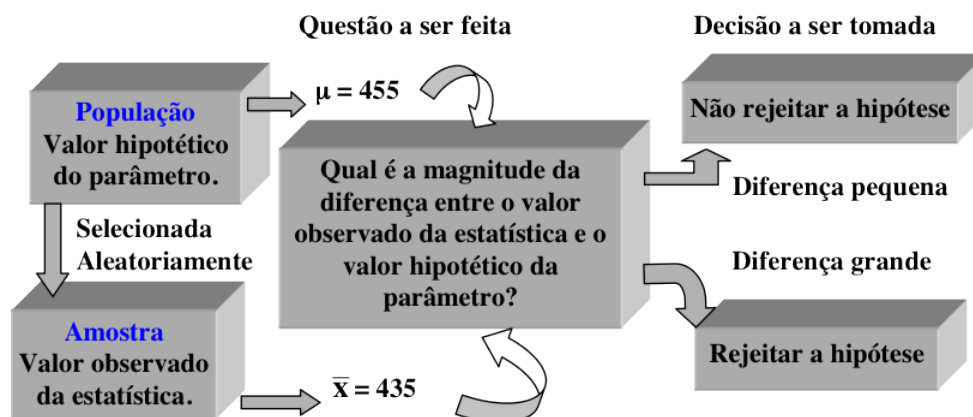 Questão a ser feita
Decisão a ser tomada
População
Valor hipotético
do parâmetro.
μ = 455
Não rejeitar a hipótese
Qual é a magnitude da
diferença entre o valor
observado da estatística e o
valor hipotético da
parâmetro?
Diferença pequena
Selecionada
Aleatoriamente
Diferença grande
Amostra
Valor observado
da estatística.
x̅ = 435
Rejeitar a hipótese